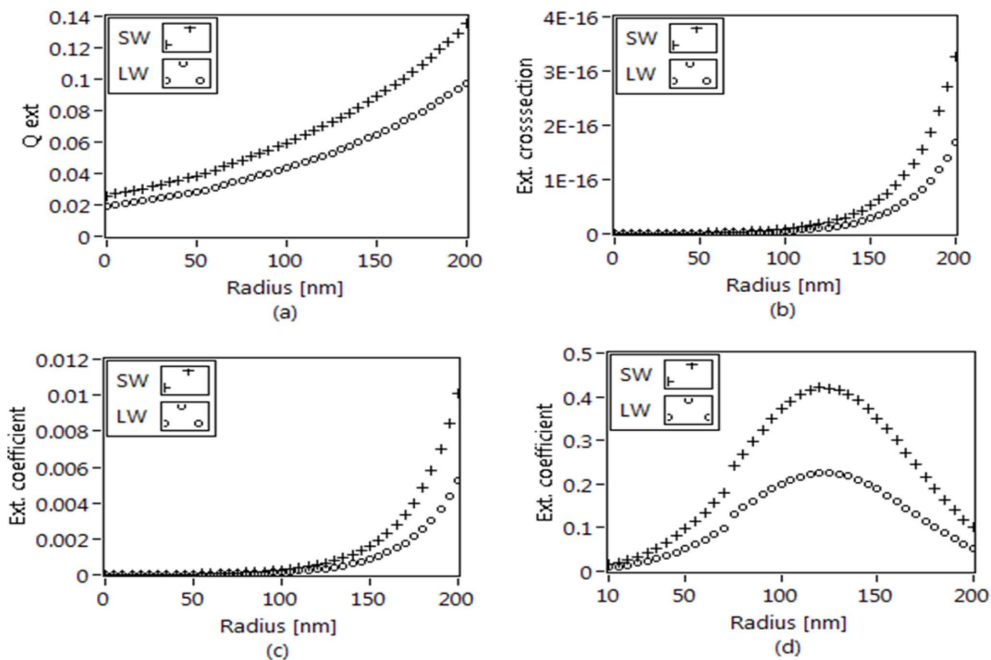 0.14
0.12
0.1
0.08
0.06
0.04
0.02
0
Q ext
SW
LW
0 50 100 150 200
Radius [nm]
(a)
4E-16
3E-16
2E-16
1E-16
0
Ext. crosssection
SW
LW
0 50 100 150 200
Radius [nm]
(b)
0.012
0.01
0.008
0.006
0.004
0.002
0
Ext. coefficient
SW
LW
0 50 100 150 200
Radius [nm]
(c)
0.5
0.4
0.3
0.2
0.1
0
Ext. coefficient
SW
LW
10 50 100 150 200
Radius [nm]
(d)